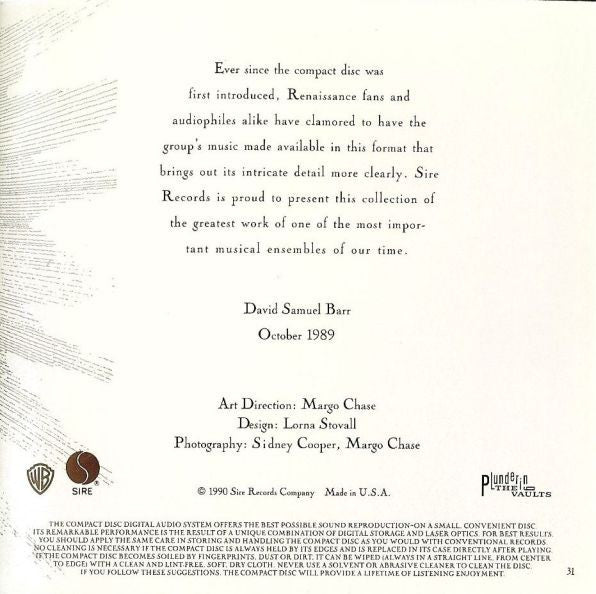 Ever since the compact disc was
first introduced, Renaissance fans and
audiophiles alike have clamored to have the
group's music made available in this format that
brings out its intricate detail more clearly. Sire
Records is proud to present this collection of
the greatest work of one of the most impor-
tant musical ensembles of our time.
David Samuel Barr
October 1989
Art Direction: Margo Chase
Design: Lorna Stovall
Photography: Sidney Cooper, Margo Chase
WB
SIRE
© 1990 Sire Records Company Made in U.S.A.
Plunderin
THE
VAULTS
THE COMPACT DISC DIGITAL AUDIO SYSTEM OFFERS THE BEST POSSIBLE SOUND REPRODUCTION–ON A SMALL, CONVENIENT DISC.
ITS REMARKABLE PERFORMANCE IS THE RESULT OF A UNIQUE COMBINATION OF DIGITAL STORAGE AND LASER OPTICS. FOR BEST RESULTS,
YOU SHOULD APPLY THE SAME CARE IN STORING AND HANDLING THE COMPACT DISC AS YOU WOULD WITH CONVENTIONAL RECORDS.
NO CLEANING IS NECESSARY IF THE COMPACT DISC IS ALWAYS HELD BY ITS EDGES AND IS REPLACED IN ITS CASE DIRECTLY AFTER PLAYING.
IF THE COMPACT DISC BECOMES SOILED BY FINGERPRINTS, DUST OR DIRT, IT CAN BE WIPED (ALWAYS IN A STRAIGHT LINE, FROM CENTER
TO EDGE) WITH A CLEAN AND LINT-FREE, SOFT, DRY CLOTH. NEVER USE A SOLVENT OR ABRASIVE CLEANER TO CLEAN THE DISC.
IF YOU FOLLOW THESE SUGGESTIONS, THE COMPACT DISC WILL PROVIDE A LIFETIME OF LISTENING ENJOYMENT.
31